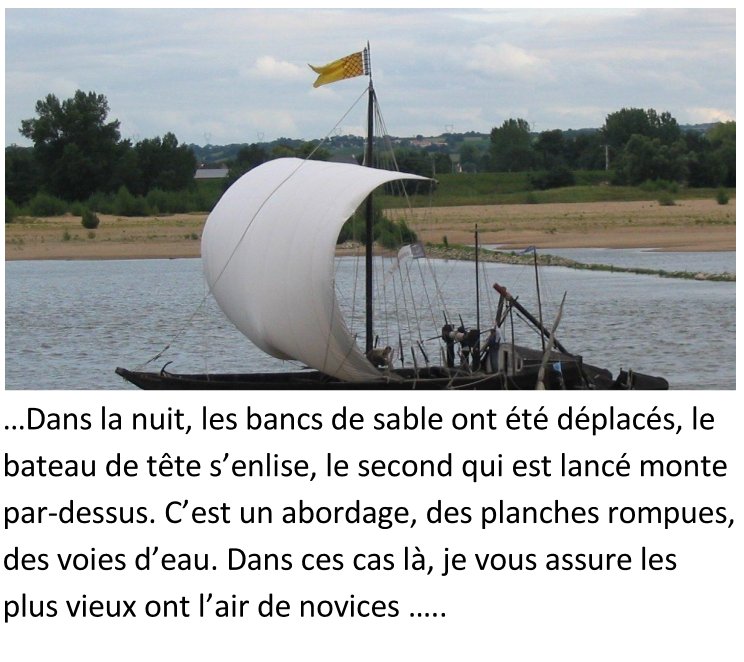 …Dans la nuit, les bancs de sable ont été déplacés, le
bateau de tête s’enlise, le second qui est lancé monte
par-dessus. C’est un abordage, des planches rompues,
des voies d’eau. Dans ces cas là, je vous assure les
plus vieux ont l’air de novices …..